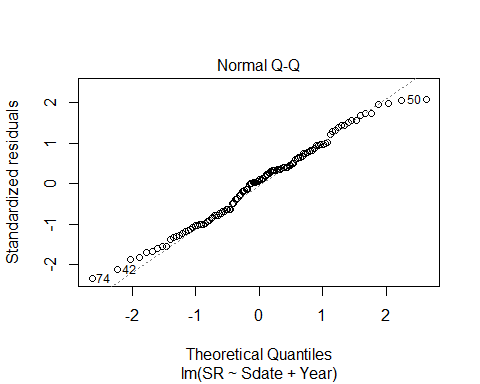 Normal Q-Q
Standardized residuals
2
1
0
-1
-2
50
42
74
-2 -1 0 1 2
Theoretical Quantiles
lm(SR ~ Sdate + Year)